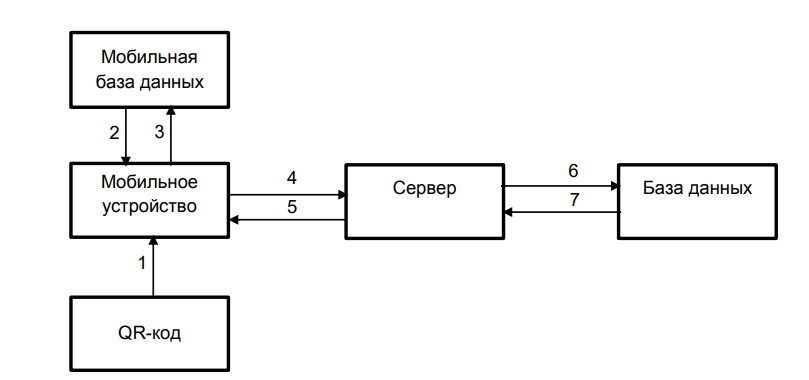 Мобильная
база данных
2
3
Мобильное
устройство
4
5
Сервер
6
7
База данных
1
QR-код